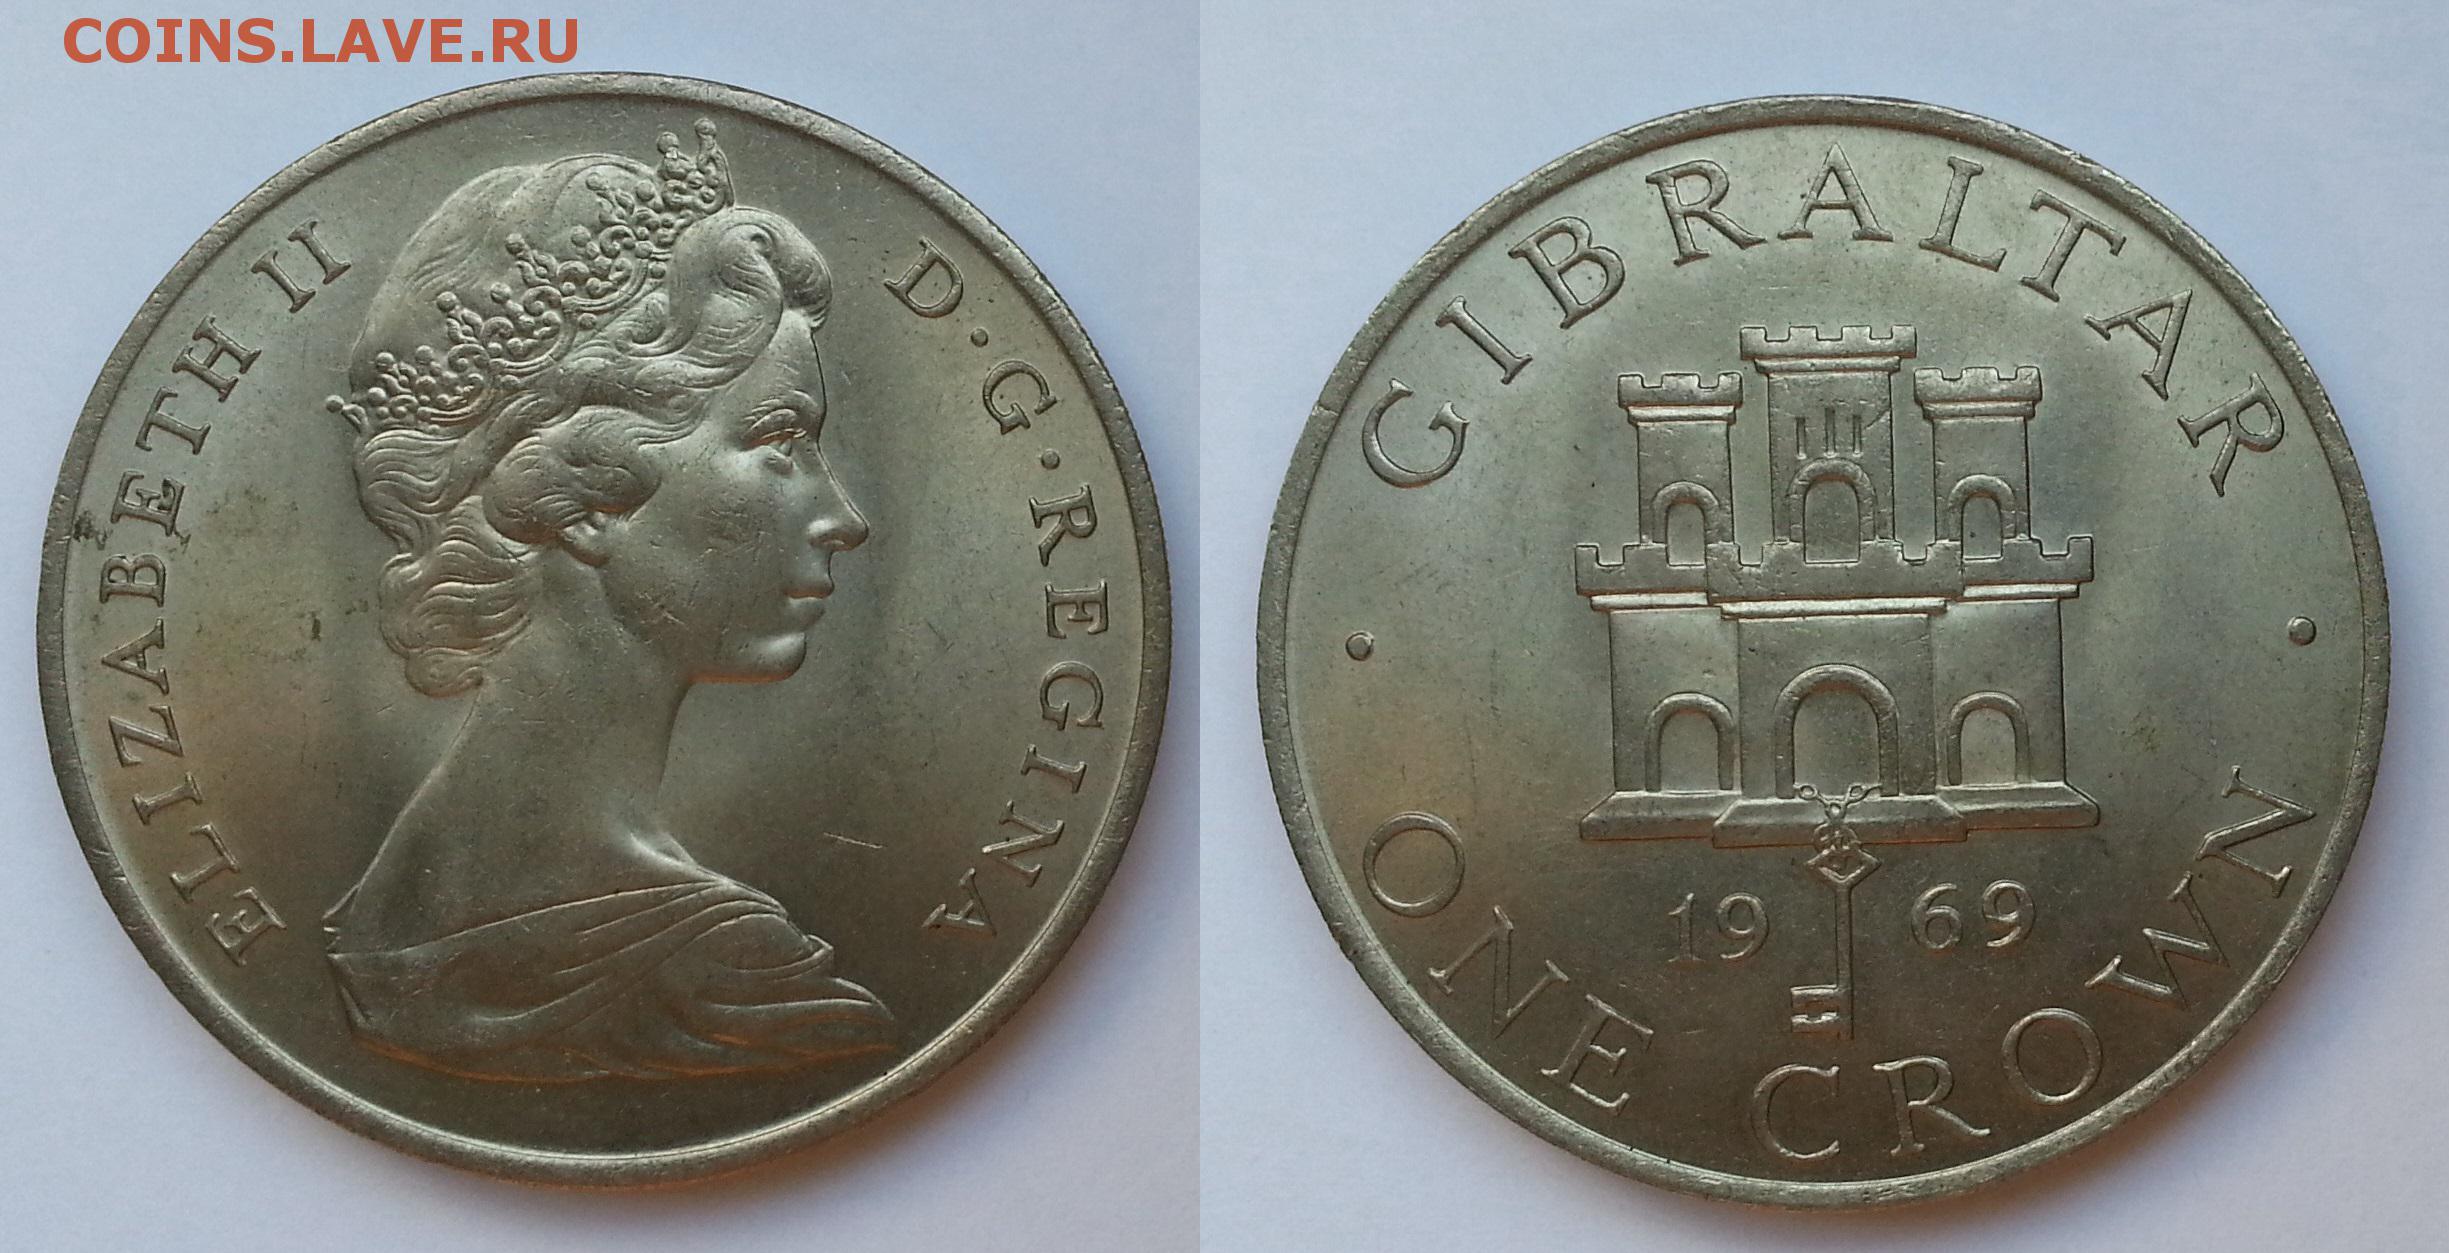 COINS.LAVE.RU
ELIZABETH II
D·G·REGINA
· GIBRALTAR ·
1969
ONE CROWN